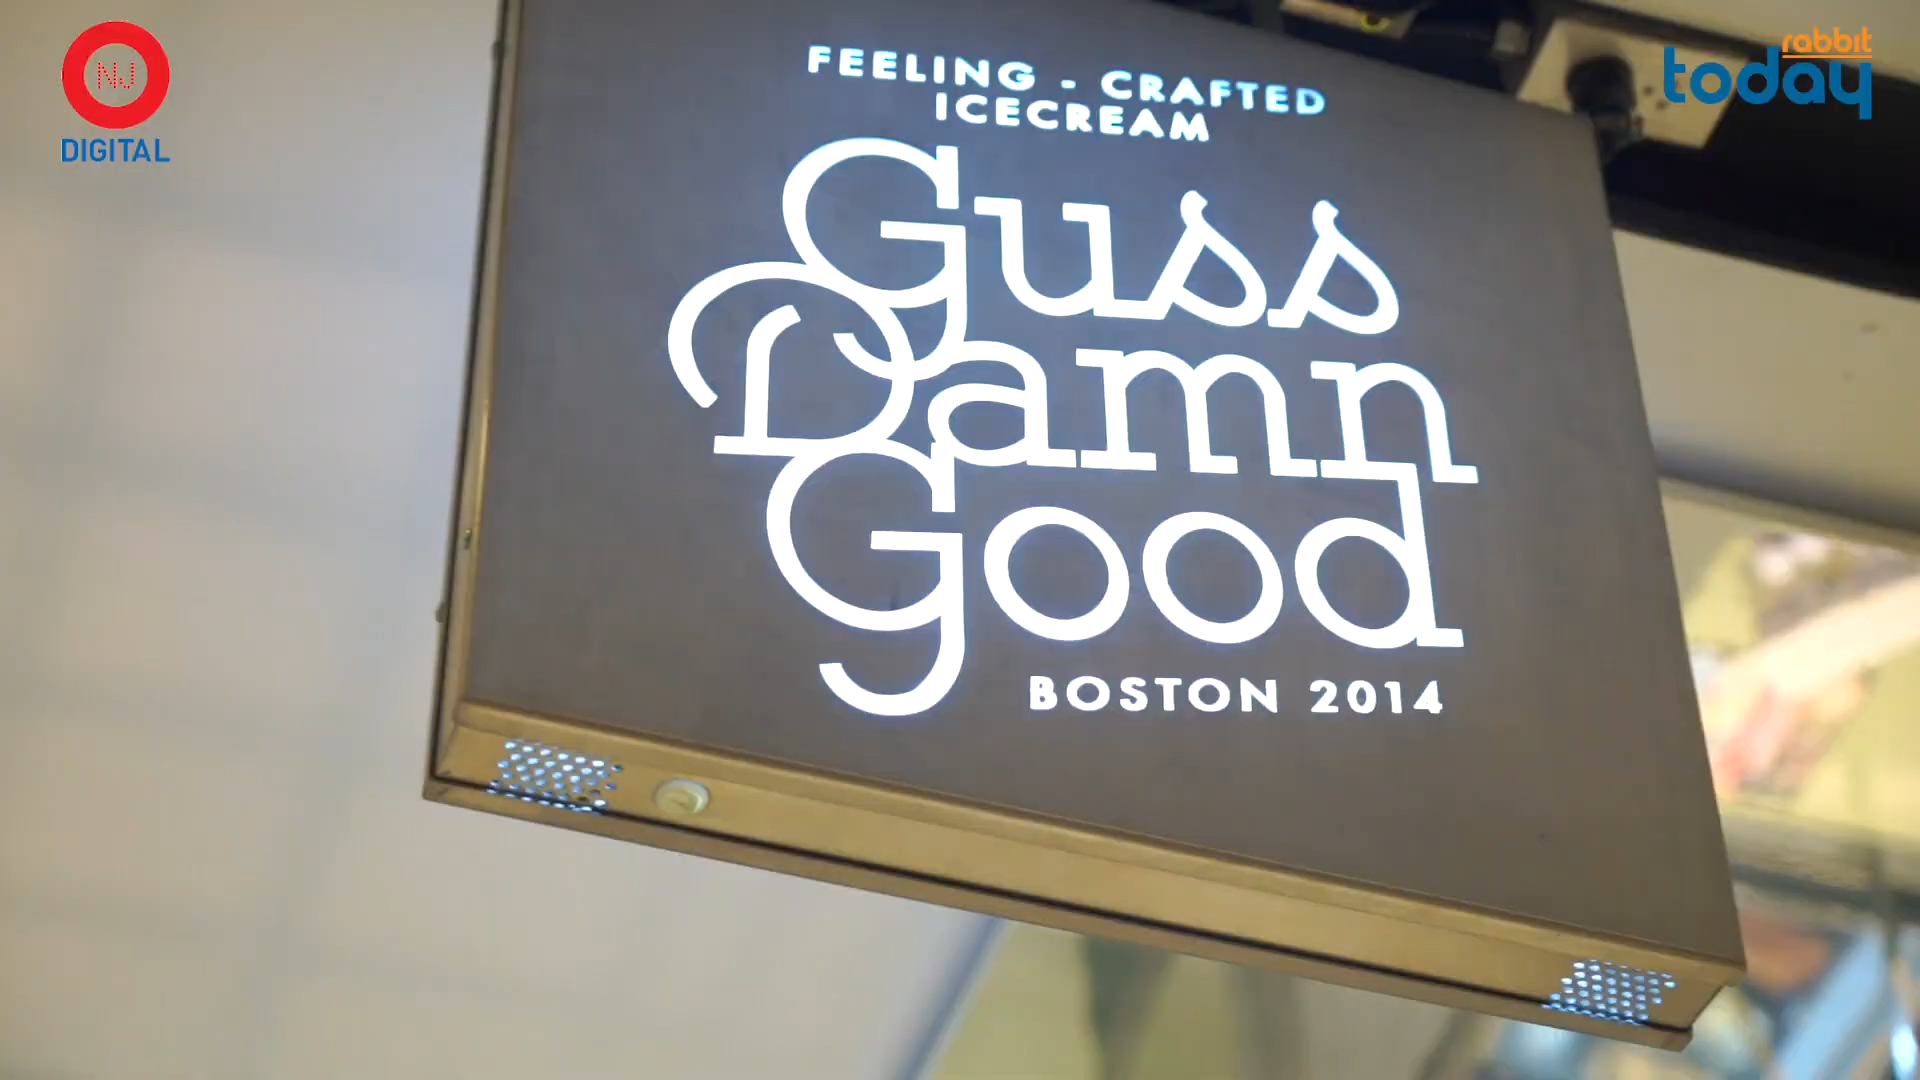 NJ
DIGITAL
rabbit
today
FEELING - CRAFTED
ICECREAM
Guss
Damn
Good
BOSTON 2014